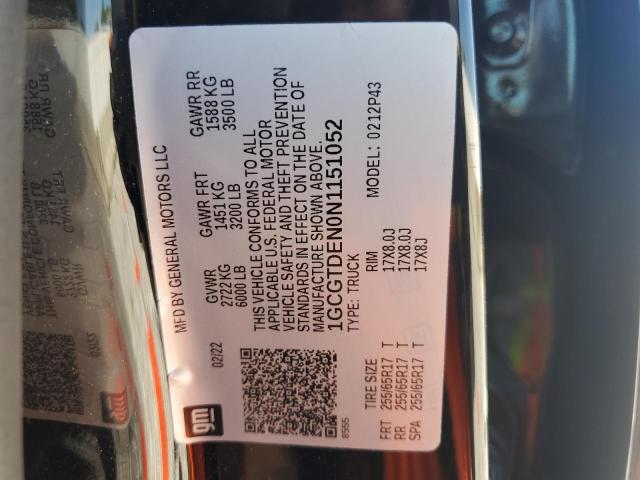 MFD BY GENERAL MOTORS LLC
gm
02/22
GVWR GAWR FRT GAWR RR
2722 KG 1451 KG 1588 KG
6000 LB 3200 LB 3500 LB
THIS VEHICLE CONFORMS TO ALL
APPLICABLE U.S. FEDERAL MOTOR
VEHICLE SAFETY AND THEFT PREVENTION
STANDARDS IN EFFECT ON THE DATE OF
MANUFACTURE SHOWN ABOVE.
1GCGTDEN0N1151052
TYPE: TRUCK MODEL: 0212P43
8555
TIRE SIZE RIM
FRT 255/65R17 T 17X8.0J
RR 255/65R17 T 17X8.0J
SPA 255/65R17 T 17X8J